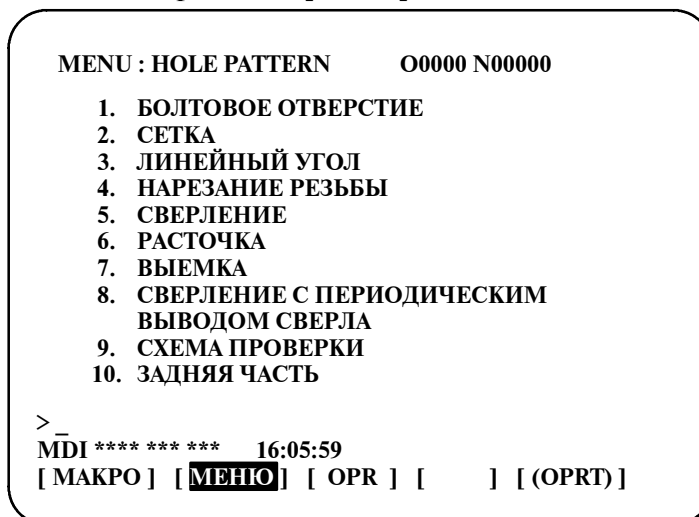 MENU : HOLE PATTERN O0000 N00000
1. БОЛТОВОЕ ОТВЕРСТИЕ
2. СЕТКА
3. ЛИНЕЙНЫЙ УГОЛ
4. НАРЕЗАНИЕ РЕЗЬБЫ
5. СВЕРЛЕНИЕ
6. РАСТОЧКА
7. ВЫЕМКА
8. СВЕРЛЕНИЕ С ПЕРИОДИЧЕСКИМ
ВЫВОДОМ СВЕРЛА
9. СХЕМА ПРОВЕРКИ
10. ЗАДНЯЯ ЧАСТЬ
>_
MDI **** *** *** 16:05:59
[ МАКРО ] [ МЕНЮ ] [ OPR ] [ ] [ (OPRT) ]